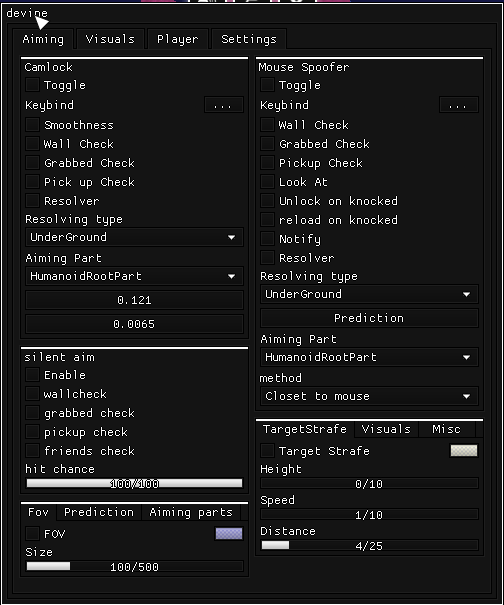 devine
Aiming Visuals Player Settings
Camlock
Toggle
Keybind ...
Smoothness
Wall Check
Grabbed Check
Pick up Check
Resolver
Resolving type
UnderGround
Aiming Part
HumanoidRootPart
0.121
0.0065
silent aim
Enable
wallcheck
grabbed check
pickup check
friends check
hit chance
100/100
Fov Prediction Aiming parts
FOV
Size
100/500
Mouse Spoofer
Toggle
Keybind ...
Wall Check
Grabbed Check
Pickup Check
Look At
Unlock on knocked
reload on knocked
Notify
Resolver
Resolving type
UnderGround
Prediction
Aiming Part
HumanoidRootPart
method
Closet to mouse
TargetStrafe Visuals Misc
Target Strafe
Height
0/10
Speed
1/10
Distance
4/25